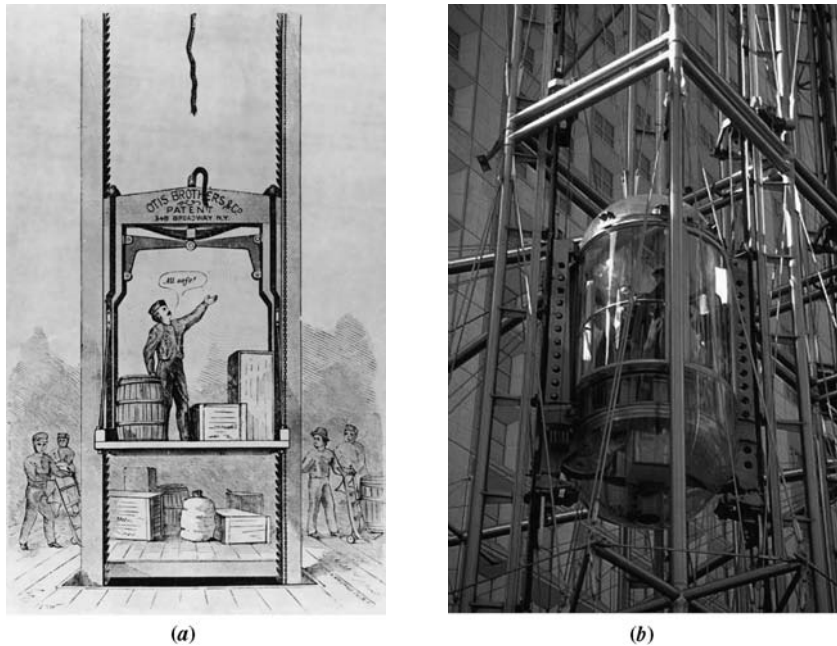 OTIS BROTHERS, & Co
PATENT
348 BROADWAY N.Y.
All safe!
(a)
(b)